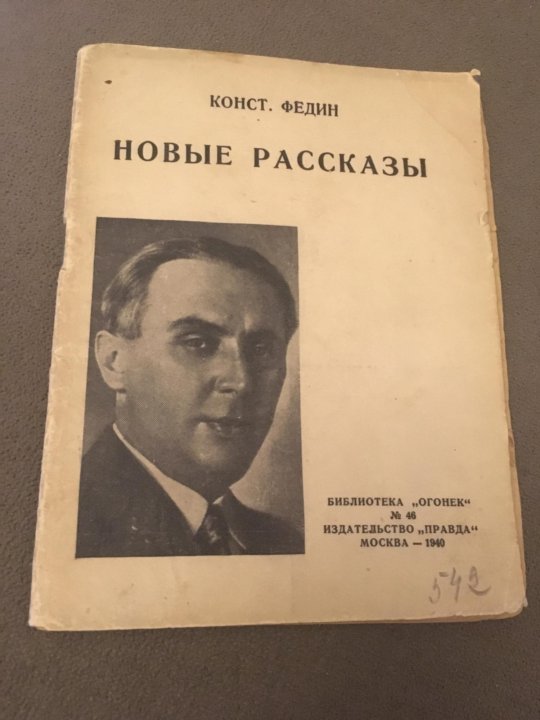 КОНСТ. ФЕДИН
НОВЫЕ РАССКАЗЫ
БИБЛИОТЕКА „ОГОНЕК“
№ 46
ИЗДАТЕЛЬСТВО „ПРАВДА“
МОСКВА — 1940
542